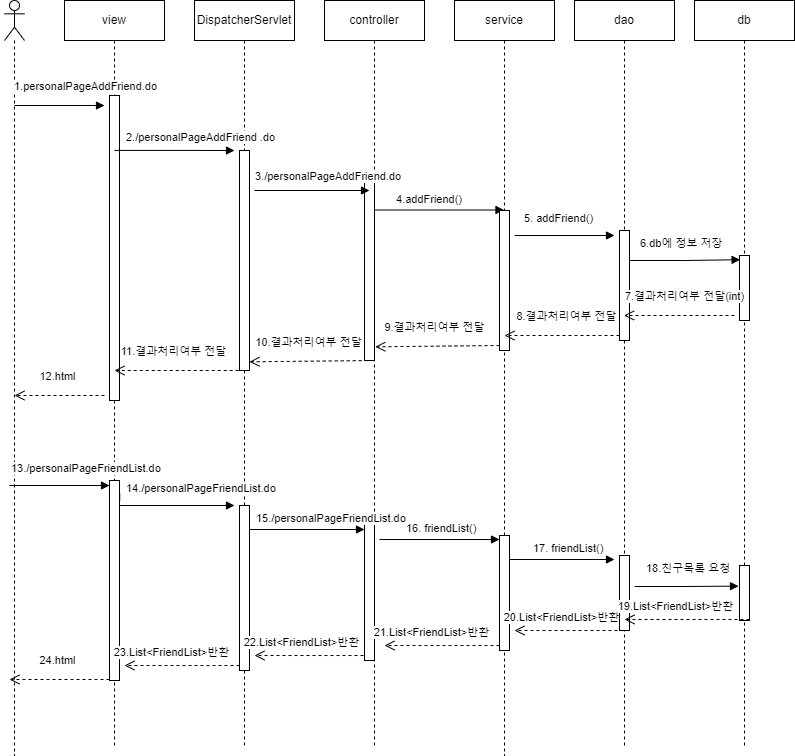 view
DispatcherServlet
controller
service
dao
db
1.personalPageAddFriend.do
2./personalPageAddFriend .do
3./personalPageAddFriend.do
4.addFriend()
5. addFriend()
6.db에 정보 저장
7.결과처리여부 전달(int)
8.결과처리여부 전달
9.결과처리여부 전달
10.결과처리여부 전달
11.결과처리여부 전달
12.html
13./personalPageFriendList.do
14./personalPageFriendList.do
15./personalPageFriendList.do
16. friendList()
17. friendList()
18.친구목록 요청
19.List<FriendList>반환
20.List<FriendList>반환
21.List<FriendList>반환
22.List<FriendList>반환
23.List<FriendList>반환
24.html